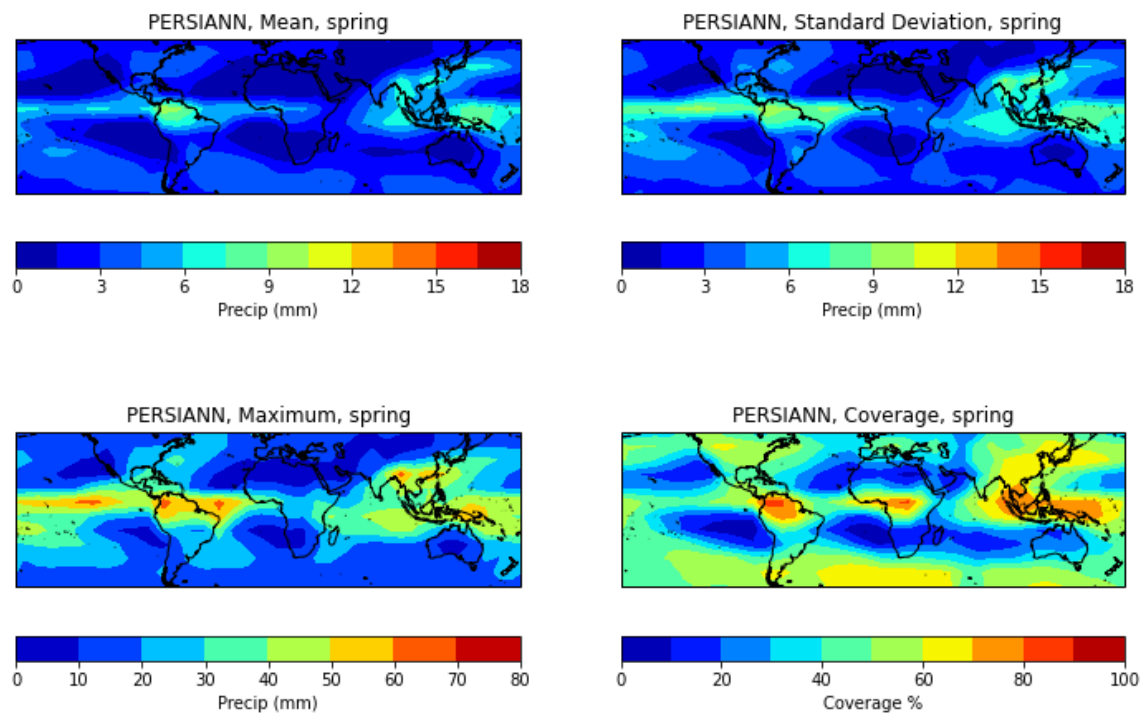 PERSIANN, Mean, spring
PERSIANN, Standard Deviation, spring
0 3 6 9 12 15 18
Precip (mm)
0 3 6 9 12 15 18
Precip (mm)
PERSIANN, Maximum, spring
PERSIANN, Coverage, spring
0 10 20 30 40 50 60 70 80
Precip (mm)
0 20 40 60 80 100
Coverage %